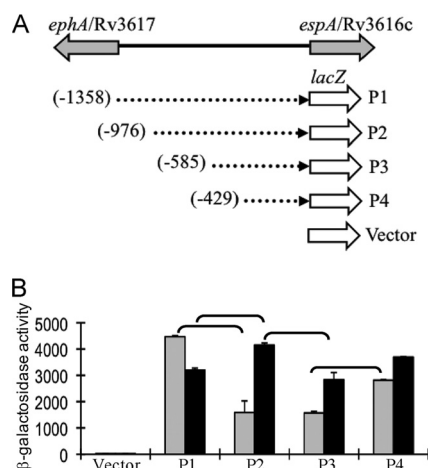 A
ephA/Rv3617 espA/Rv3616c
lacZ
(-1358) P1
(-976) P2
(-585) P3
(-429) P4
Vector
B
β-galactosidase activity
5000
4000
3000
2000
1000
0
Vector P1 P2 P3 P4